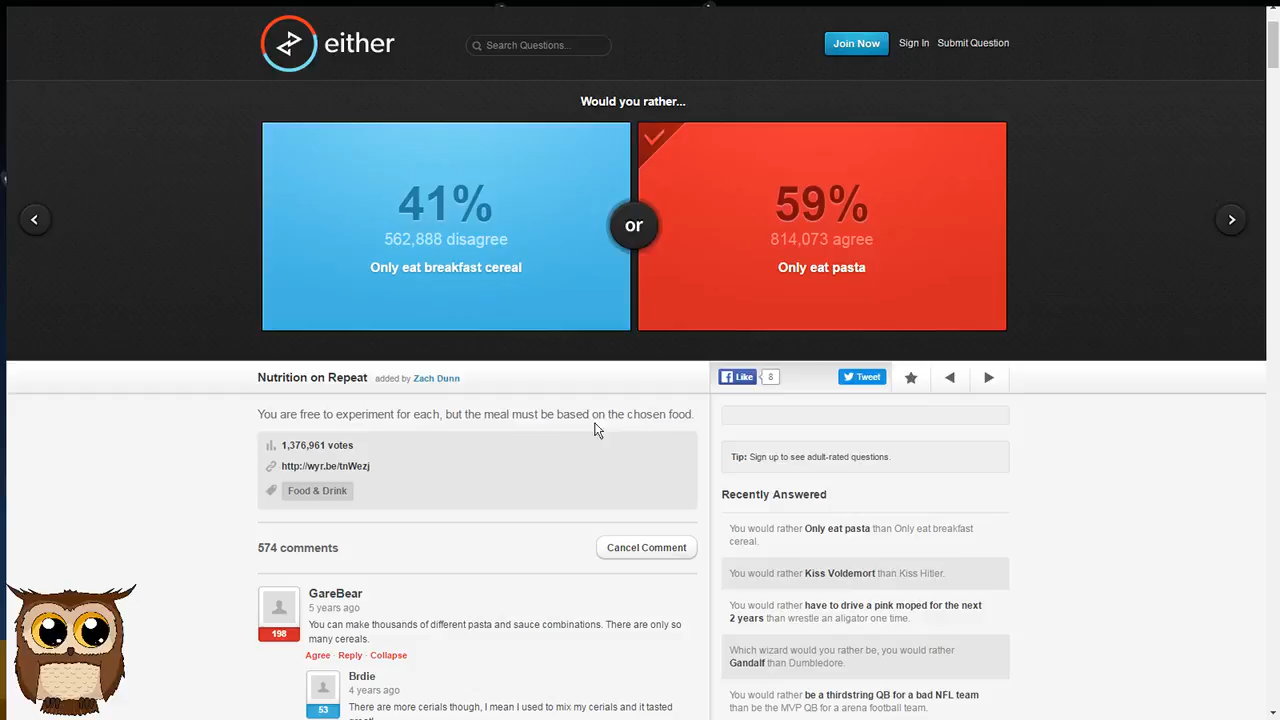 either
Search Questions...
Join Now
Sign In
Submit Question
Would you rather...
41%
562,888 disagree
Only eat breakfast cereal
or
59%
814,073 agree
Only eat pasta
Nutrition on Repeat added by Zach Dunn
Like 8
Tweet
You are free to experiment for each, but the meal must be based on the chosen food.
1,376,961 votes
http://wyr.be/tnWezj
Food & Drink
574 comments
Cancel Comment
GareBear
5 years ago
198
You can make thousands of different pasta and sauce combinations. There are only so
many cereals.
Agree · Reply · Collapse
Brdie
4 years ago
53
There are more cerials though, I mean I used to mix my cerials and it tasted
great!
Tip: Sign up to see adult-rated questions.
Recently Answered
You would rather Only eat pasta than Only eat breakfast
cereal.
You would rather Kiss Voldemort than Kiss Hitler.
You would rather have to drive a pink moped for the next
2 years than wrestle an aligator one time.
Which wizard would you rather be, you would rather
Gandalf than Dumbledore.
You would rather be a thirdstring QB for a bad NFL team
than be the MVP QB for a arena football team.